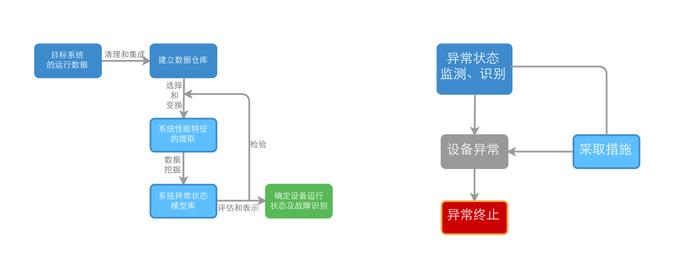 目标系统
的运行数据
清理和集成
建立数据仓库
选择
和
变换
系统性能特征
的提取
检验
数据
挖掘
系统异常状态
模型库
评估和表示
确定设备运行
状态及故障识别
异常状态
监测、识别
设备异常
采取措施
异常终止